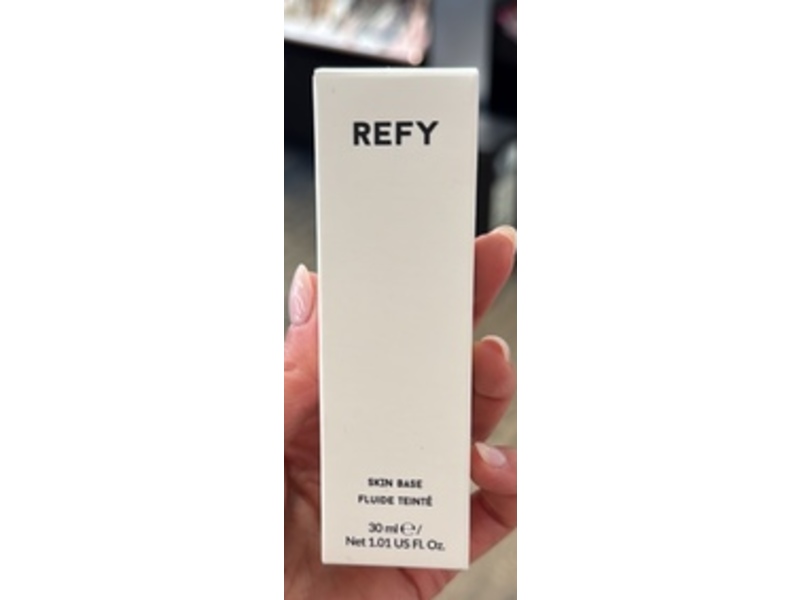 REFY
SKIN BASE
FLUIDE TEINTÉ
30 ml ℮ /
Net 1.01 US Fl. Oz.